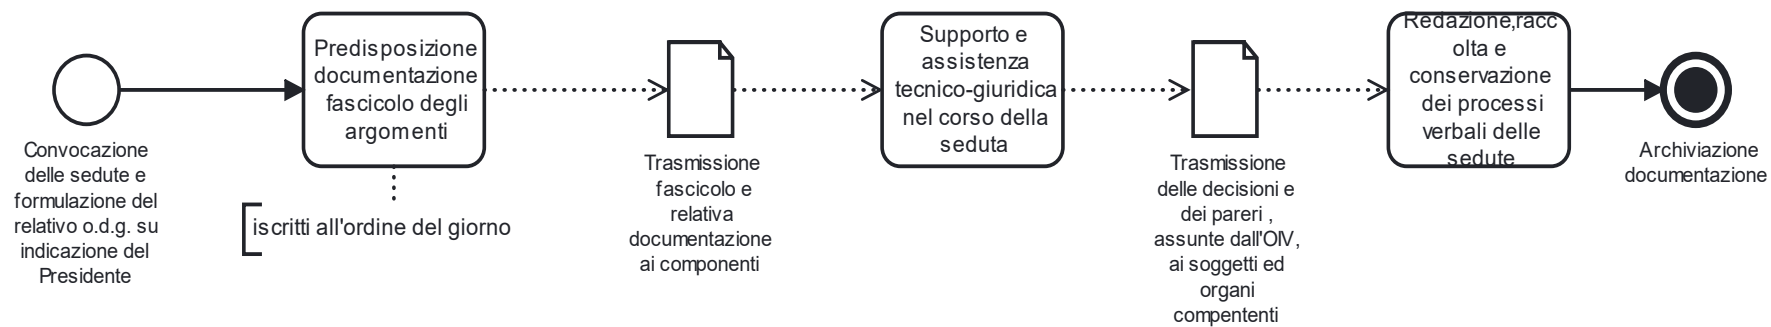 Convocazione
delle sedute e
formulazione del
relativo o.d.g. su
indicazione del
Presidente
Predisposizione
documentazione
fascicolo degli
argomenti
iscritti all'ordine del giorno
Trasmissione
fascicolo e
relativa
documentazione
ai componenti
Supporto e
assistenza
tecnico-giuridica
nel corso della
seduta
Trasmissione
delle decisioni e
dei pareri ,
assunte dall'OIV,
ai soggetti ed
organi
compententi
Redazione,racc
olta e
conservazione
dei processi
verbali delle
sedute
Archiviazione
documentazione